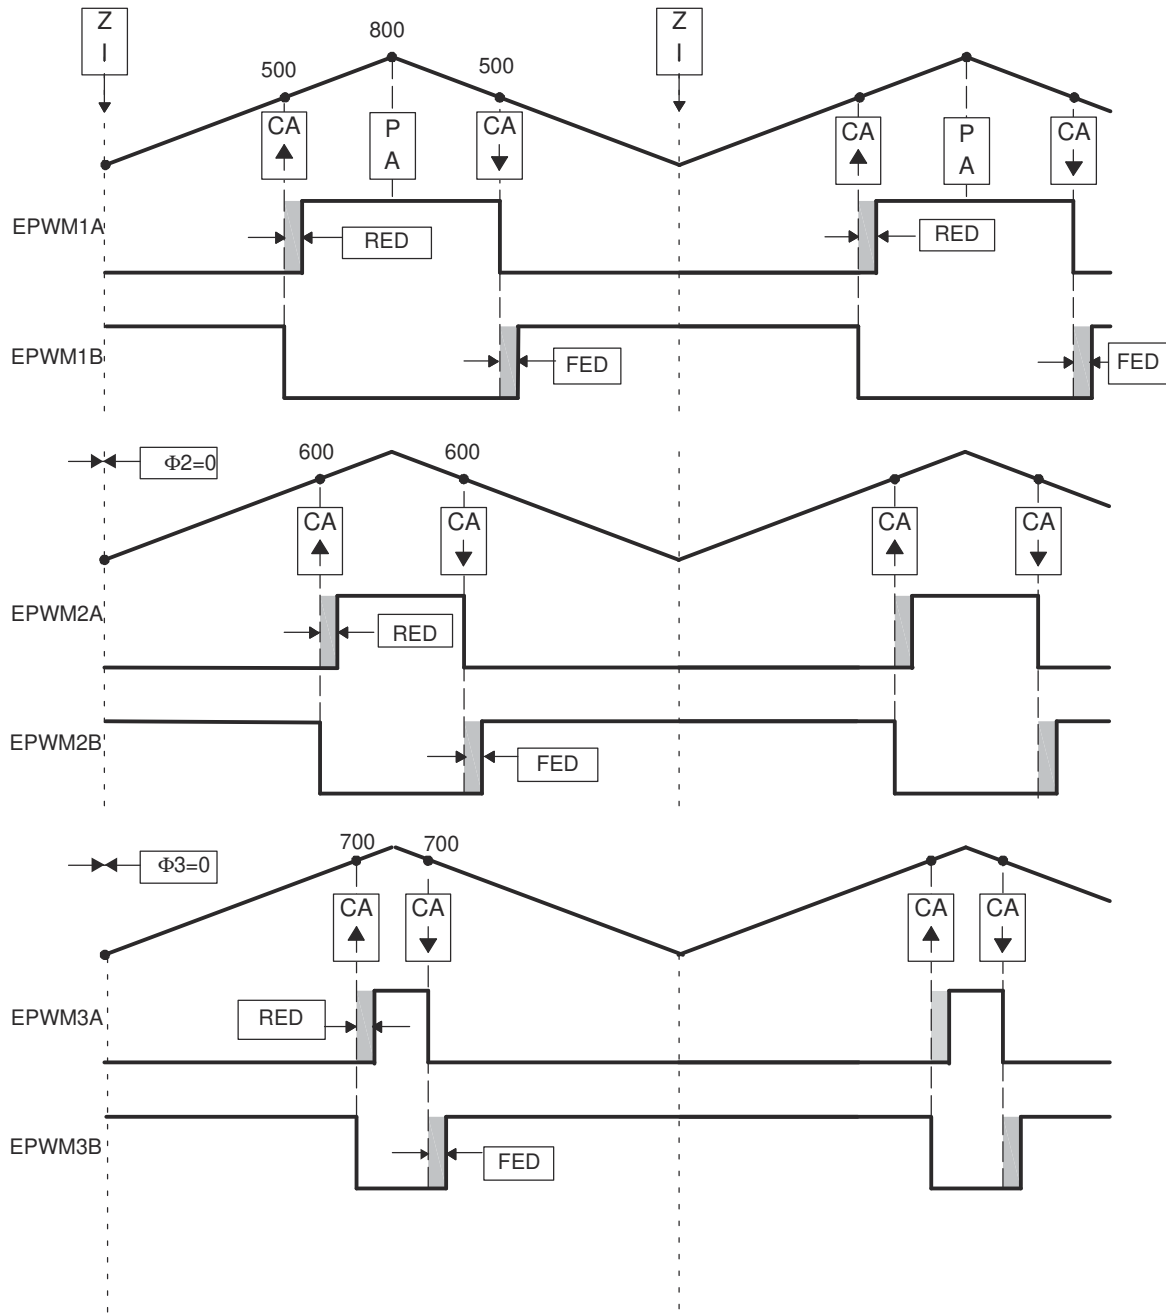 Z
I
800
Z
I
500
500
CA
P
A
CA
CA
P
A
CA
EPWM1A
RED
RED
EPWM1B
FED
FED
Φ2=0
600
600
CA
CA
CA
CA
EPWM2A
RED
EPWM2B
FED
Φ3=0
700
700
CA
CA
CA
CA
EPWM3A
RED
EPWM3B
FED